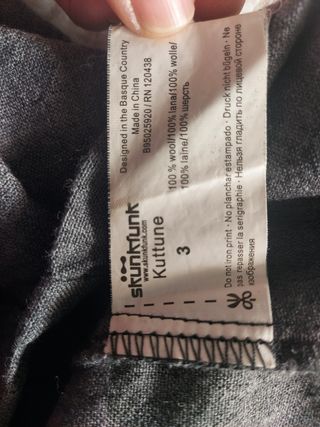 Designed in the Basque Country
Made in China
B95025920 / RN 120438
skunkfunk
www.skunkfunk.com
Kuttune
3
100 % wool/100% lana/100% wolle/
100% laine/100% шерсть
Do not iron print · No planchar estampado · Druck nicht bügeln · Ne
pas repasser la serigraphie · Нельзя гладить по лицевой стороне
изображения